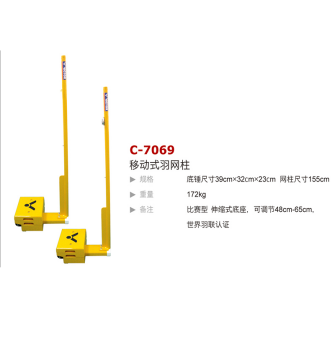 C-7069
移动式羽网柱
▶ 规格 底锤尺寸39cm×32cm×23cm 网柱尺寸155cm
▶ 重量 172kg
▶ 备注 比赛型 伸缩式底座，可调节48cm-65cm，
世界羽联认证